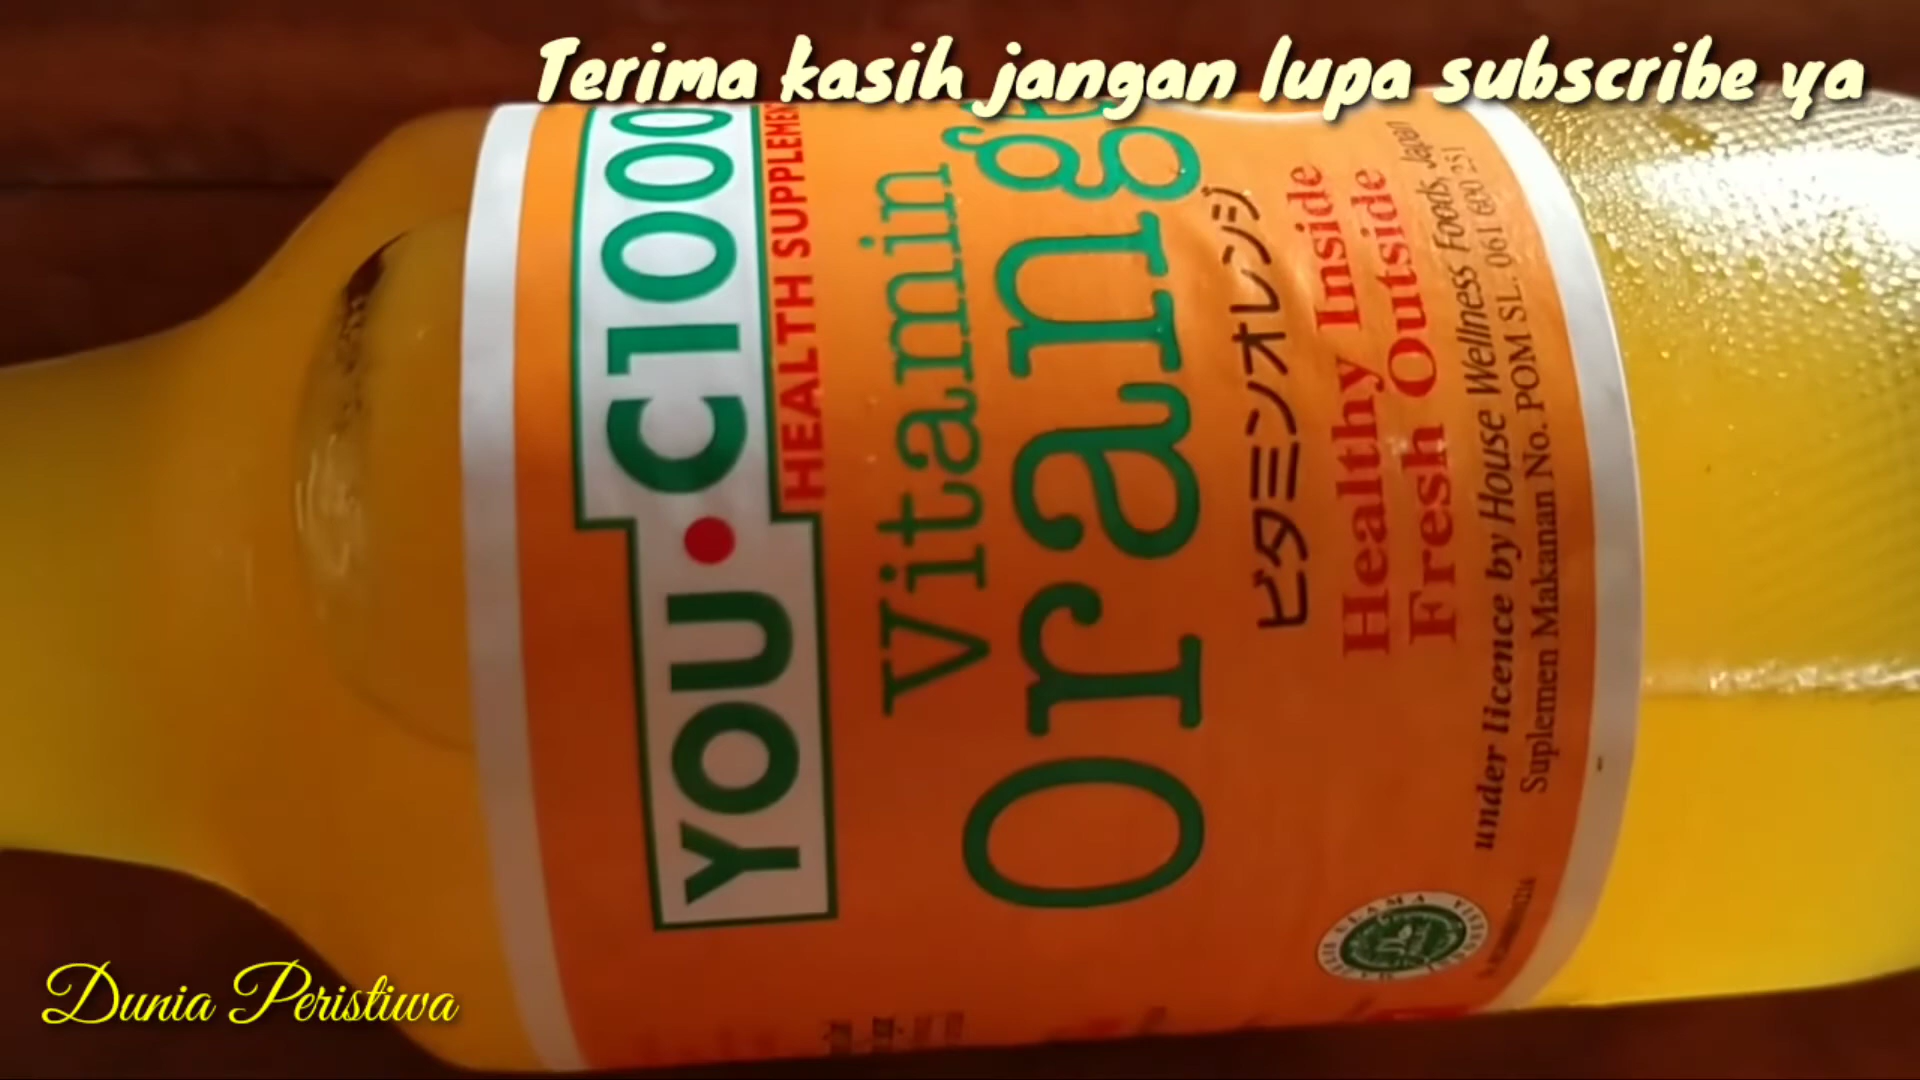 Terima kasih jangan lupa subscribe ya
YOU•C1000
HEALTH SUPPLEMENT
Vitamin
Orange
ビタミンオレンジ
Healthy Inside
Fresh Outside
under licence by House Wellness Foods, Japan
Suplemen Makanan No. POM SL. 061 600 251
Dunia Peristiwa